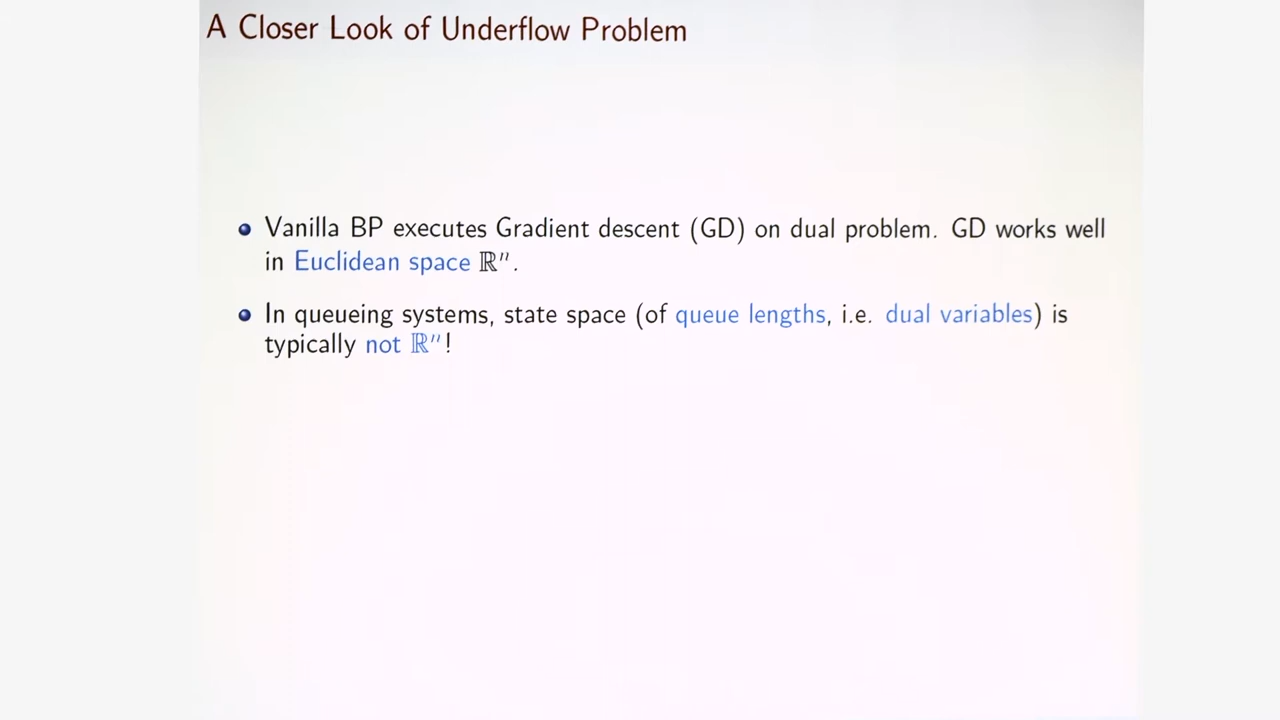 A Closer Look of Underflow Problem
Vanilla BP executes Gradient descent (GD) on dual problem. GD works well
in Euclidean space ℝⁿ.
In queueing systems, state space (of queue lengths, i.e. dual variables) is
typically not ℝⁿ!